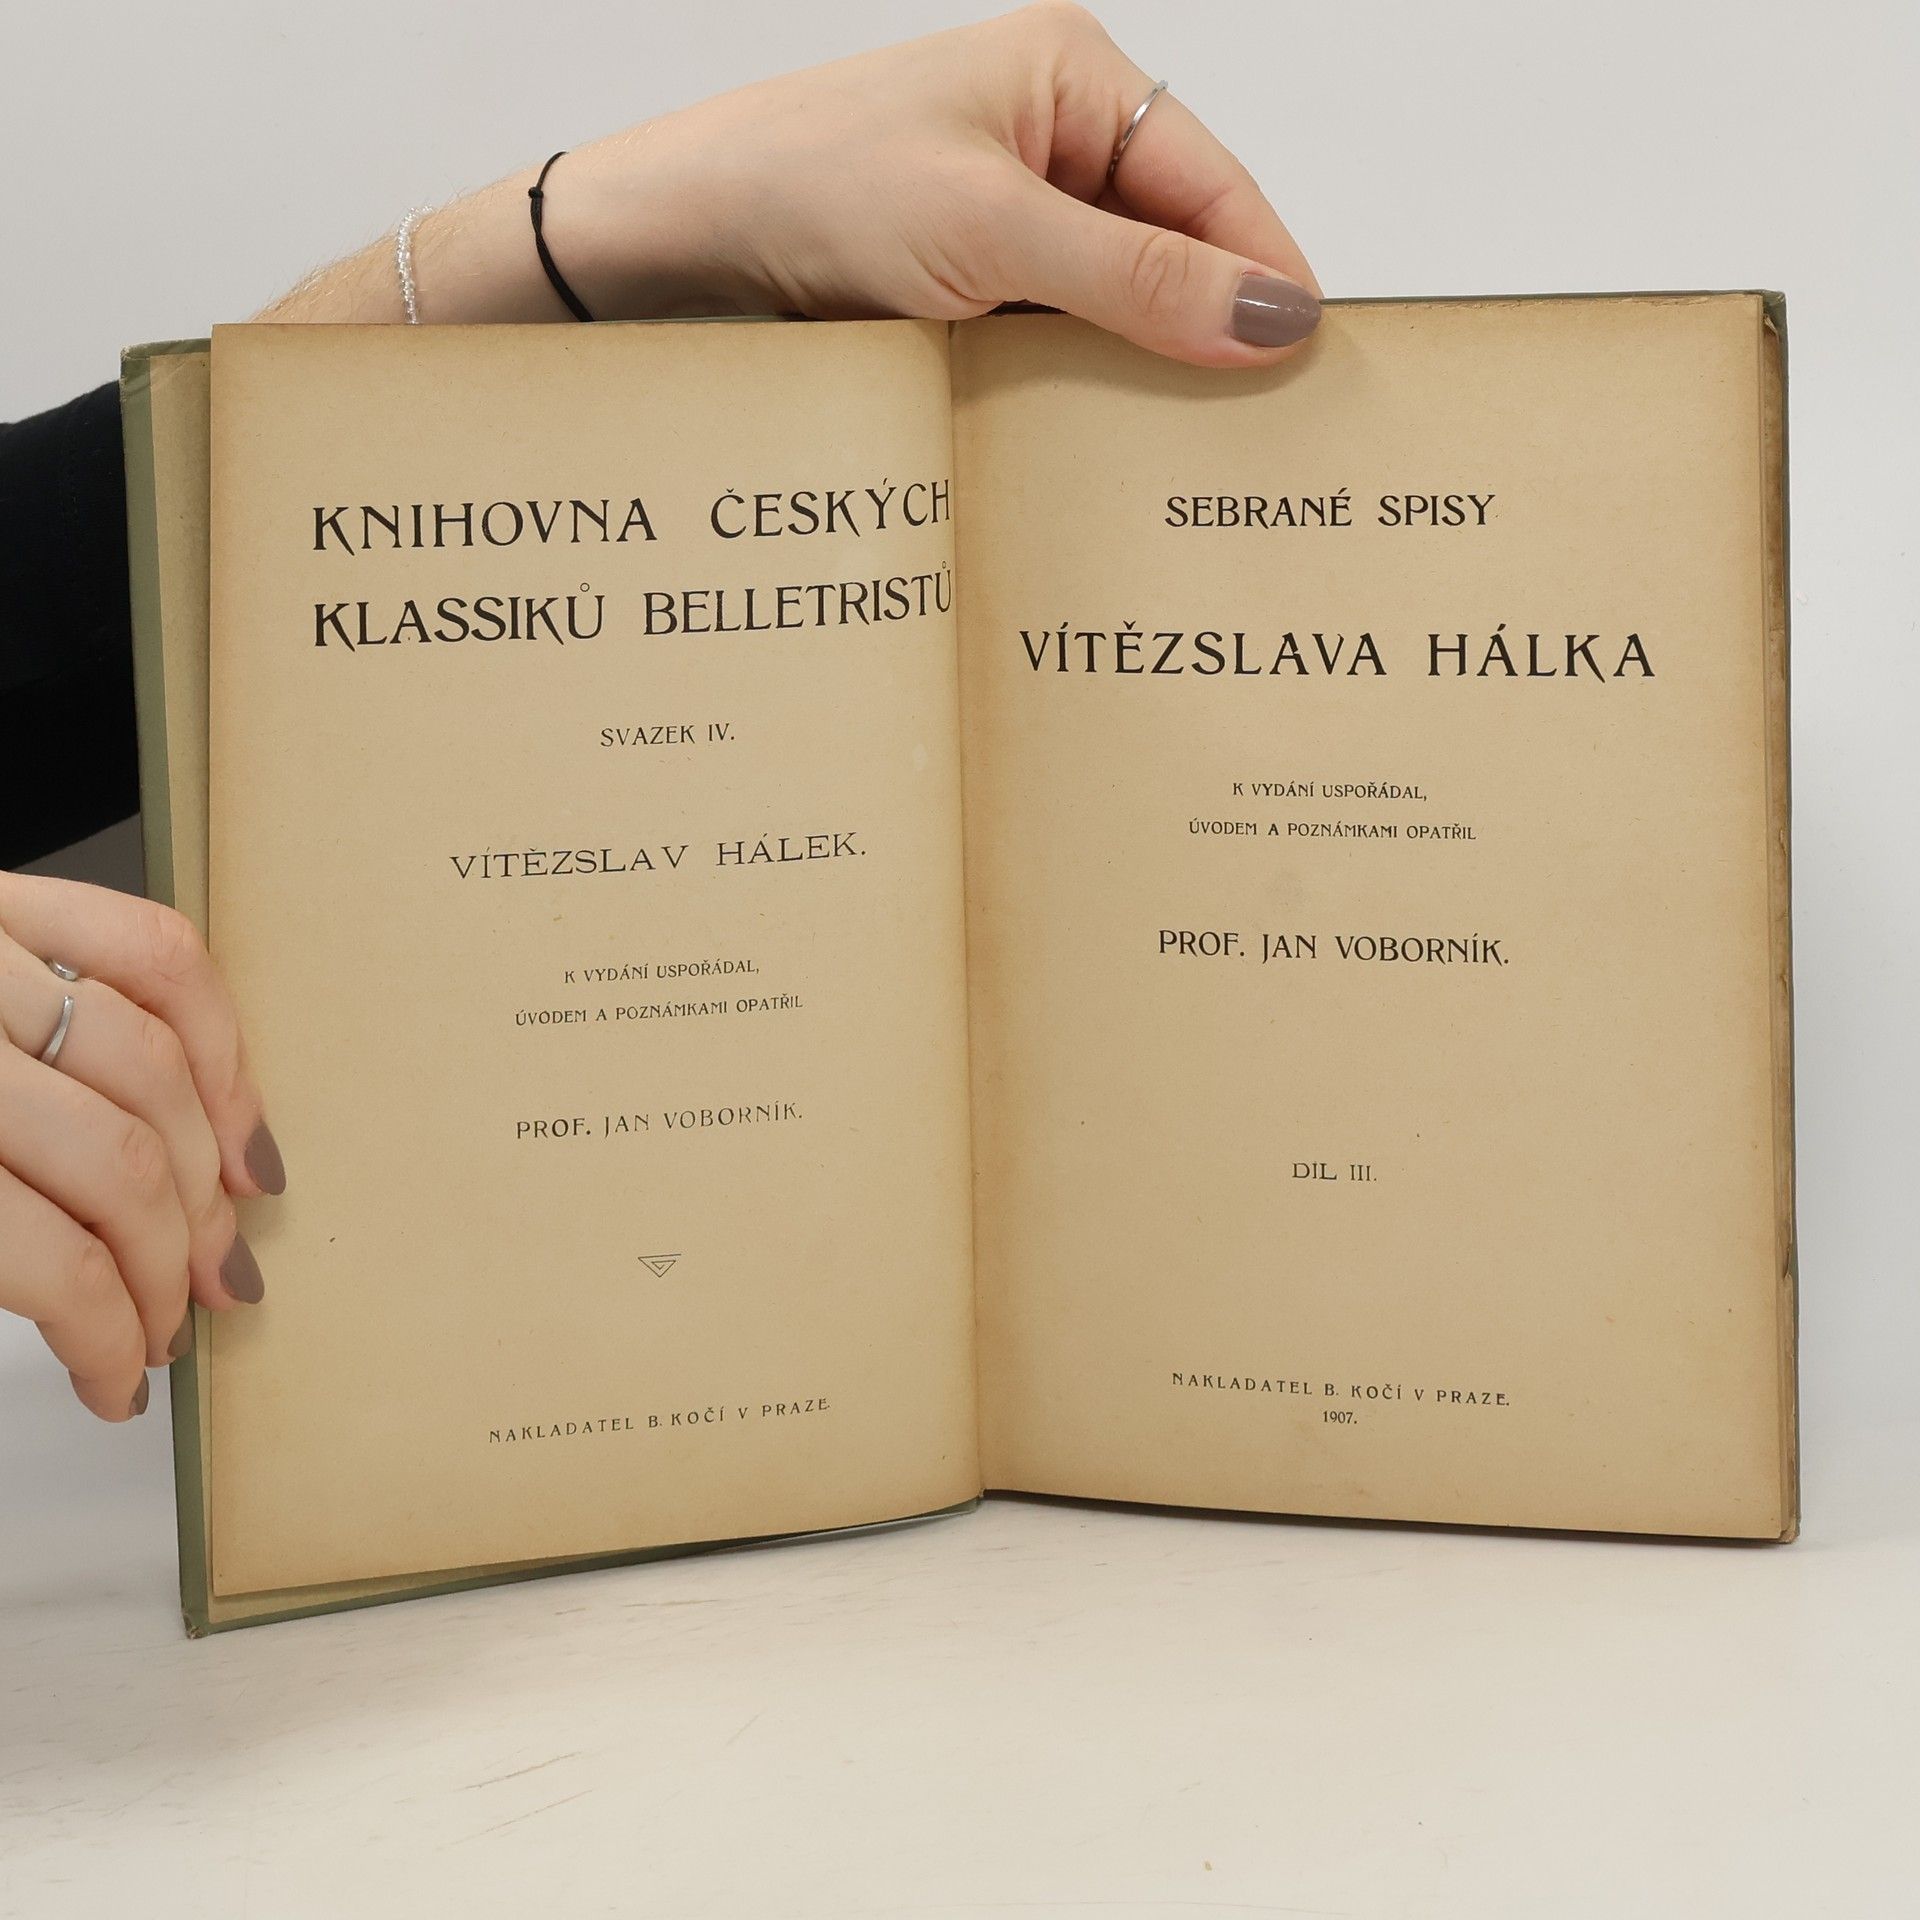 KNIHOVNA ČESKÝCH
KLASSIKŮ BELLETRISTŮ
SVAZEK IV.
VÍTĚZSLAV HÁLEK.
K VYDÁNÍ USPOŘÁDAL,
ÚVODEM A POZNÁMKAMI OPATŘIL
PROF. JAN VOBORNÍK.
NAKLADATEL B. KOČÍ V PRAZE.
SEBRANÉ SPISY
VÍTĚZSLAVA HÁLKA
K VYDÁNÍ USPOŘÁDAL,
ÚVODEM A POZNÁMKAMI OPATŘIL
PROF. JAN VOBORNÍK.
DÍL III.
NAKLADATEL B. KOČÍ V PRAZE.
1907.